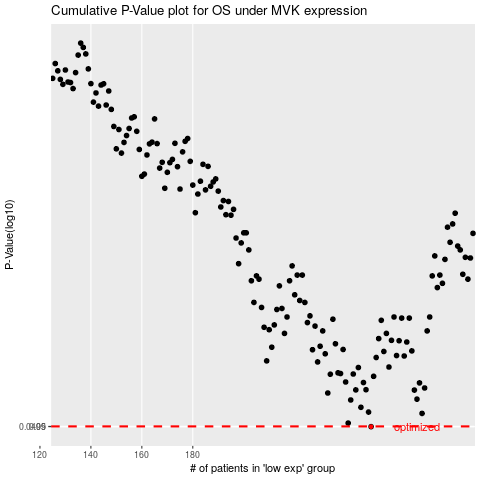 Cumulative P-Value plot for OS under MVK expression
P-Value(log10)
optimized
120 140 160 180
# of patients in 'low exp' group